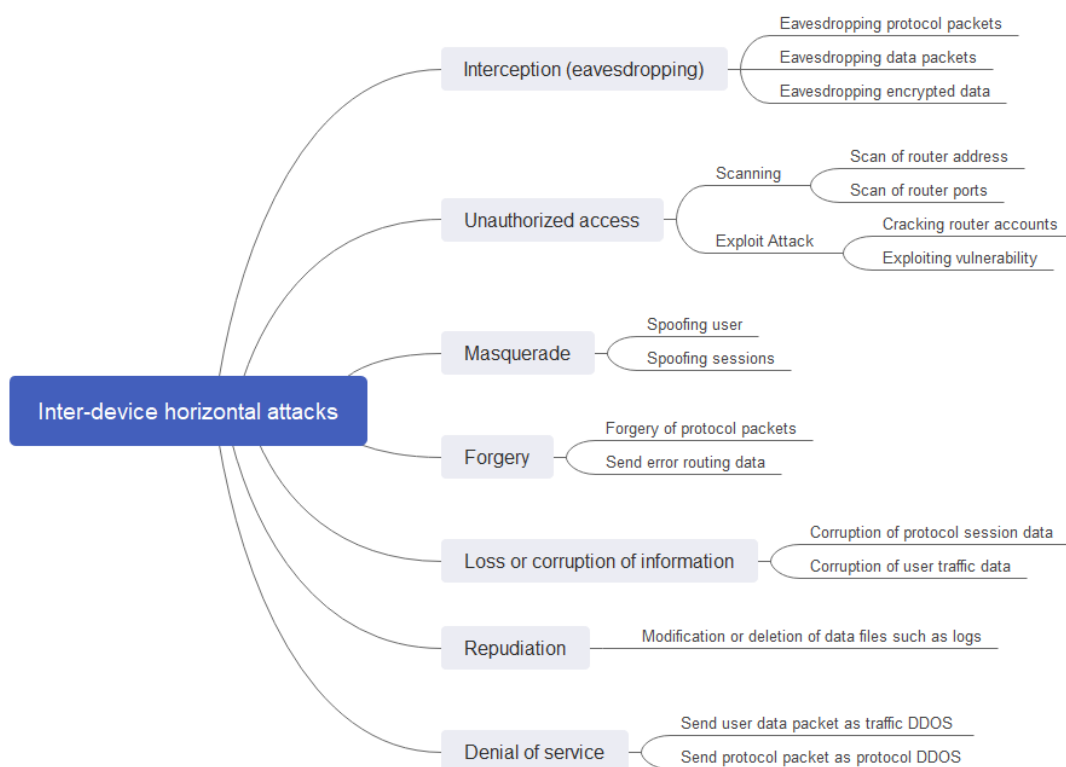 Inter-device horizontal attacks
Interception (eavesdropping)
Eavesdropping protocol packets
Eavesdropping data packets
Eavesdropping encrypted data
Unauthorized access
Scanning
Scan of router address
Scan of router ports
Exploit Attack
Cracking router accounts
Exploiting vulnerability
Masquerade
Spoofing user
Spoofing sessions
Forgery
Forgery of protocol packets
Send error routing data
Loss or corruption of information
Corruption of protocol session data
Corruption of user traffic data
Repudiation
Modification or deletion of data files such as logs
Denial of service
Send user data packet as traffic DDOS
Send protocol packet as protocol DDOS